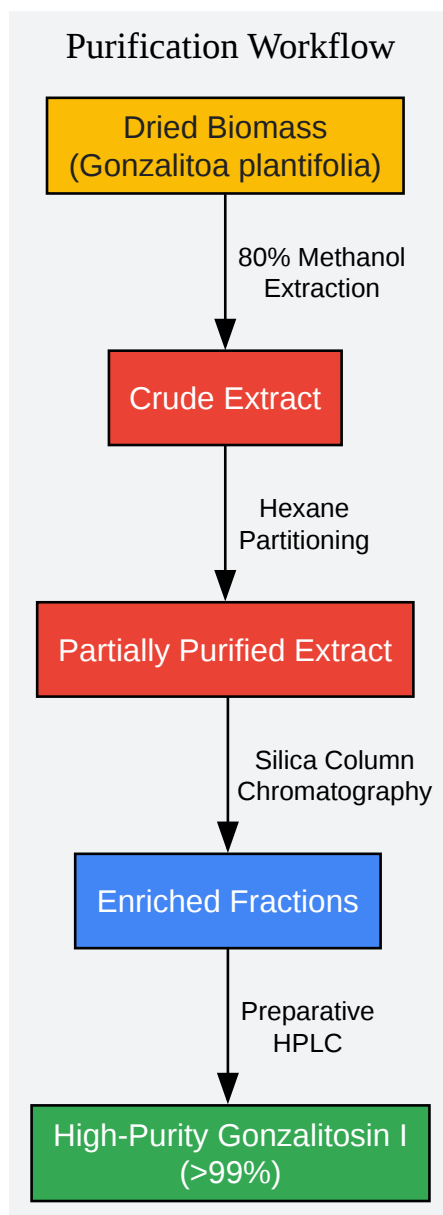 Purification Workflow
Dried Biomass
(Gonzalitoa plantifolia)
80% Methanol
Extraction
Crude Extract
Hexane
Partitioning
Partially Purified Extract
Silica Column
Chromatography
Enriched Fractions
Preparative
HPLC
High-Purity Gonzalitosin I
(>99%)